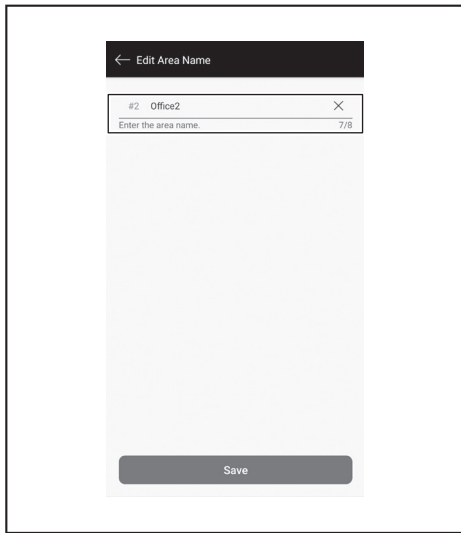 ← Edit Area Name
#2 Office2 ×
Enter the area name. 7/8
Save